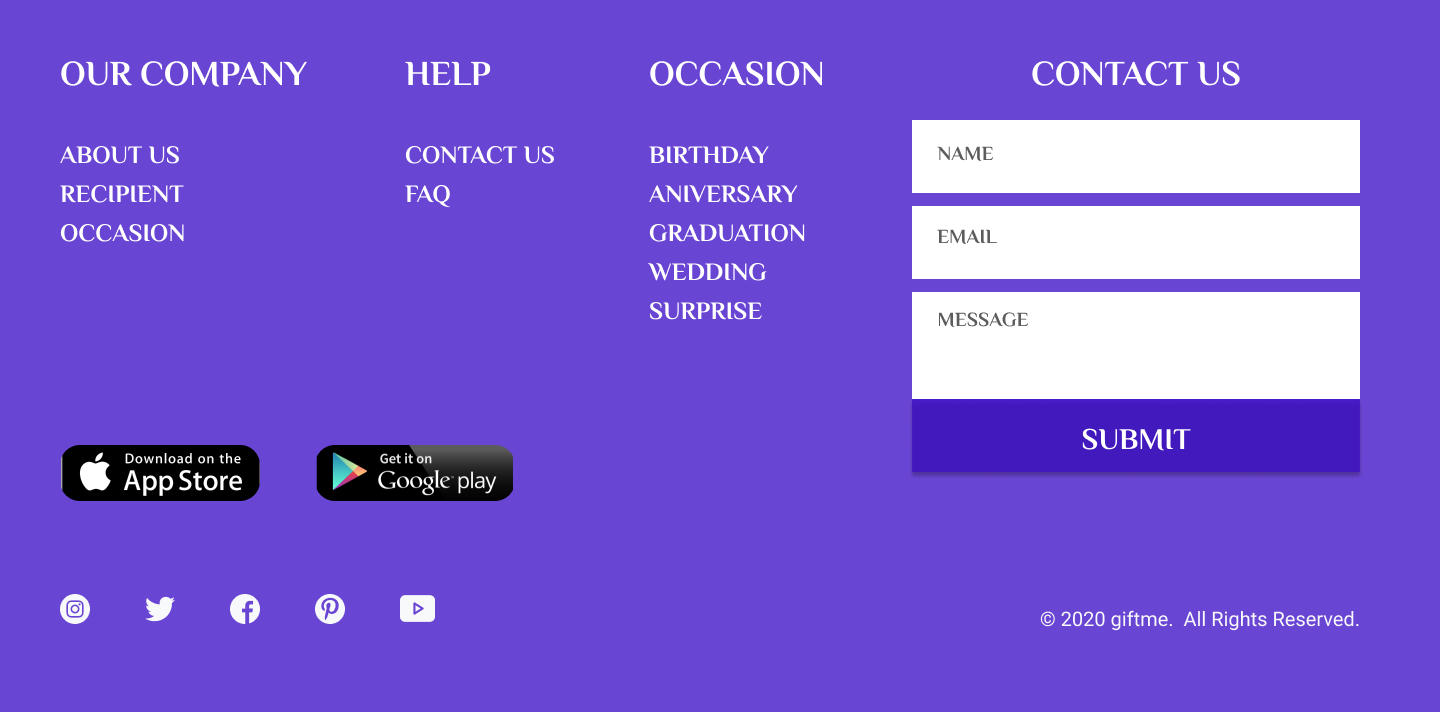 OUR COMPANY
ABOUT US
RECIPIENT
OCCASION
HELP
CONTACT US
FAQ
OCCASION
BIRTHDAY
ANIVERSARY
GRADUATION
WEDDING
SURPRISE
CONTACT US
NAME
EMAIL
MESSAGE
SUBMIT
Download on the
App Store
Get it on
Google play
© 2020 giftme. All Rights Reserved.